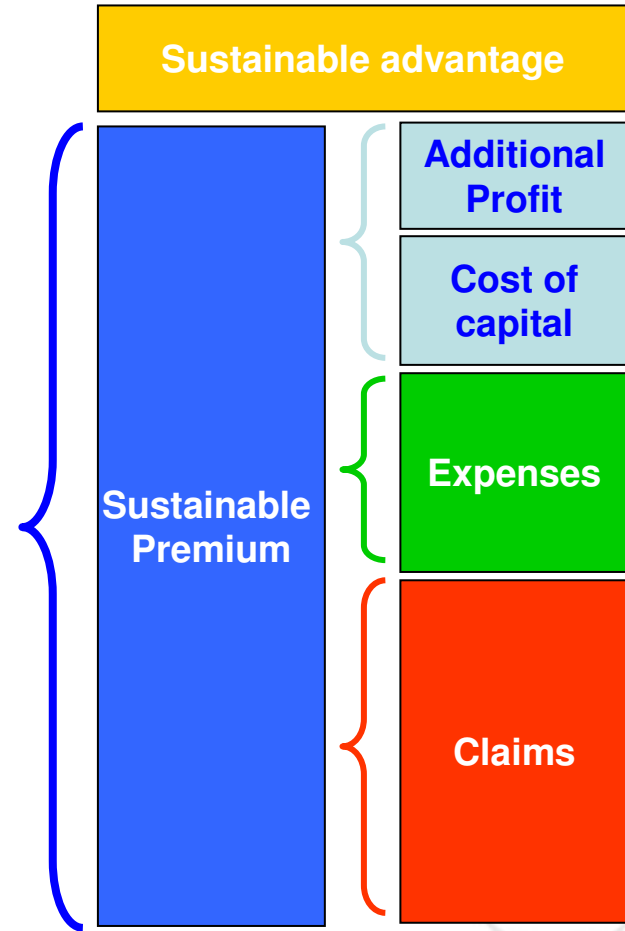 Sustainable advantage
Additional
Profit
Cost of
capital
Expenses
Sustainable
Premium
Claims